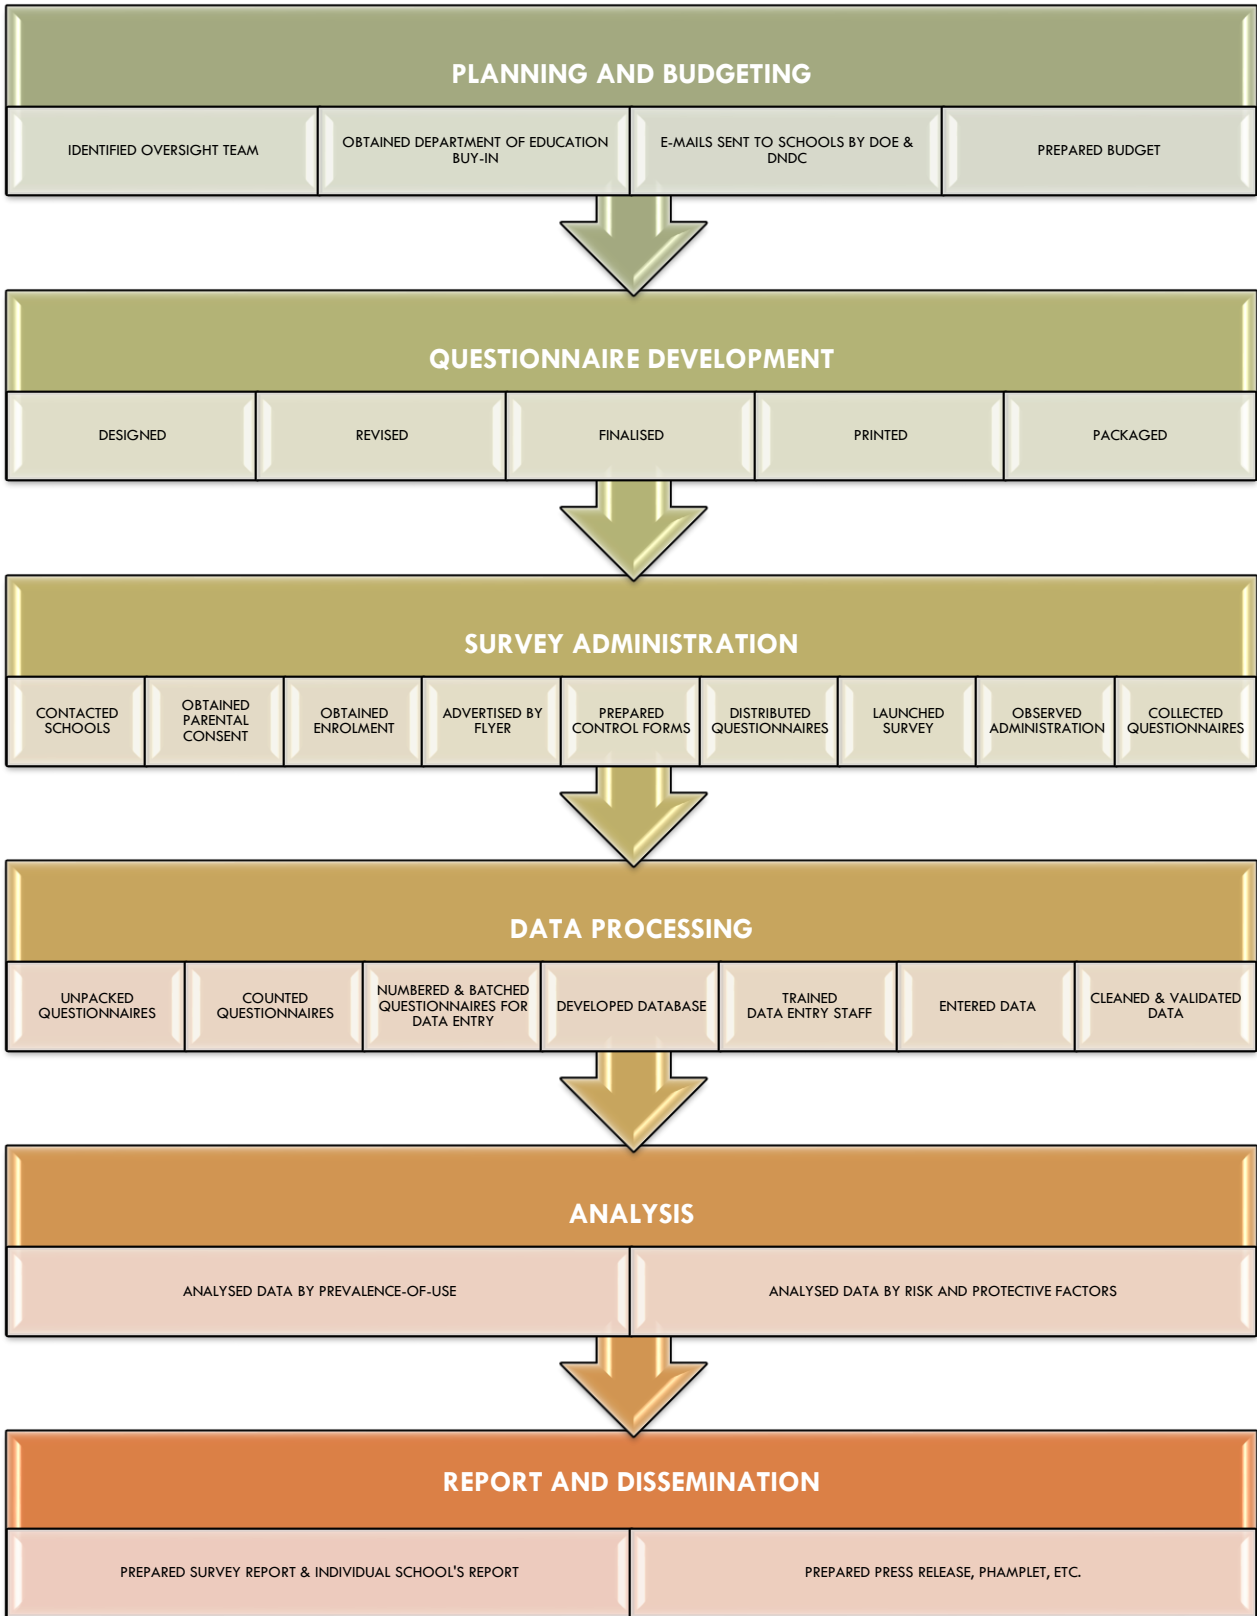 PLANNING AND BUDGETING
IDENTIFIED OVERSIGHT TEAM
OBTAINED DEPARTMENT OF EDUCATION
BUY-IN
E-MAILS SENT TO SCHOOLS BY DOE &
DNDC
PREPARED BUDGET
QUESTIONNAIRE DEVELOPMENT
DESIGNED
REVISED
FINALISED
PRINTED
PACKAGED
SURVEY ADMINISTRATION
CONTACTED
SCHOOLS
OBTAINED
PARENTAL
CONSENT
OBTAINED
ENROLMENT
ADVERTISED BY
FLYER
PREPARED
CONTROL FORMS
DISTRIBUTED
QUESTIONNAIRES
LAUNCHED
SURVEY
OBSERVED
ADMINISTRATION
COLLECTED
QUESTIONNAIRES
DATA PROCESSING
UNPACKED
QUESTIONNAIRES
COUNTED
QUESTIONNAIRES
NUMBERED & BATCHED
QUESTIONNAIRES FOR
DATA ENTRY
DEVELOPED DATABASE
TRAINED
DATA ENTRY STAFF
ENTERED DATA
CLEANED & VALIDATED
DATA
ANALYSIS
ANALYSED DATA BY PREVALENCE-OF-USE
ANALYSED DATA BY RISK AND PROTECTIVE FACTORS
REPORT AND DISSEMINATION
PREPARED SURVEY REPORT & INDIVIDUAL SCHOOL'S REPORT
PREPARED PRESS RELEASE, PHAMPLET, ETC.